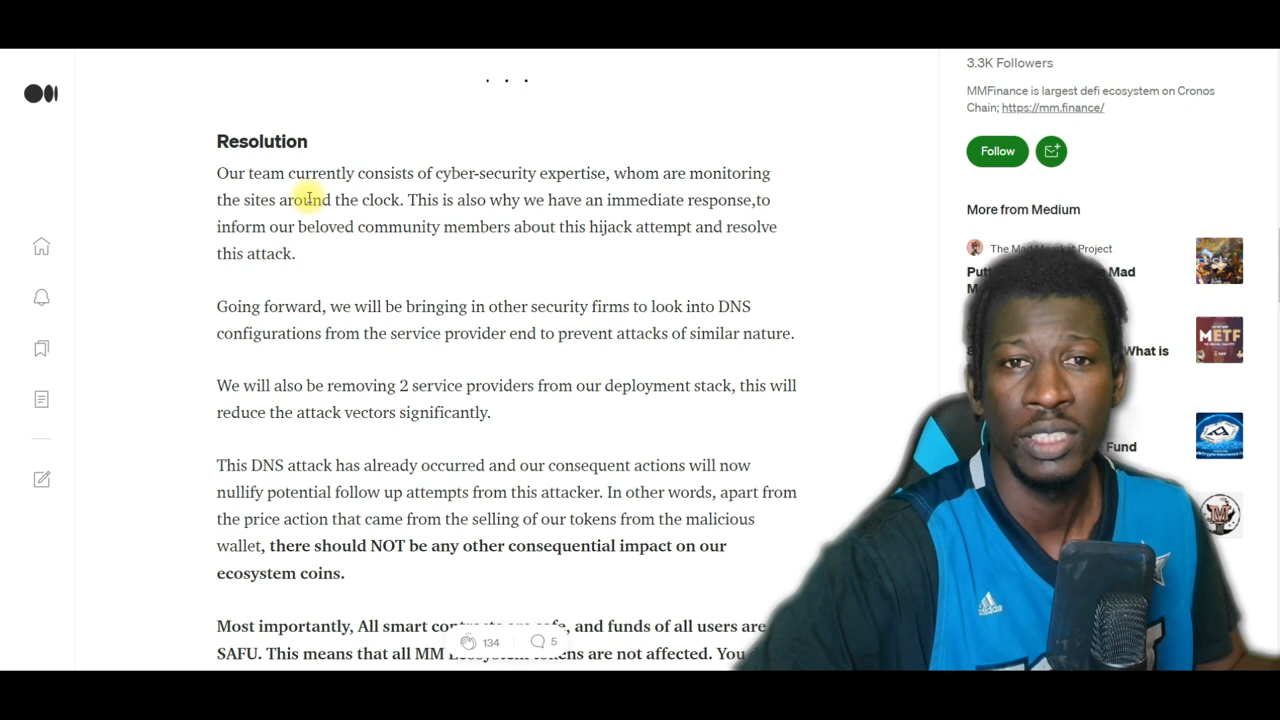 3.3K Followers
MMFinance is largest defi ecosystem on Cronos
Chain; https://mm.finance/
Follow
Resolution
Our team currently consists of cyber-security expertise, whom are monitoring
the sites around the clock. This is also why we have an immediate response,to
inform our beloved community members about this hijack attempt and resolve
this attack.
Going forward, we will be bringing in other security firms to look into DNS
configurations from the service provider end to prevent attacks of similar nature.
We will also be removing 2 service providers from our deployment stack, this will
reduce the attack vectors significantly.
This DNS attack has already occurred and our consequent actions will now
nullify potential follow up attempts from this attacker. In other words, apart from
the price action that came from the selling of our tokens from the malicious
wallet, there should NOT be any other consequential impact on our
ecosystem coins.
Most importantly, All smart contracts are safe, and funds of all users are
SAFU. This means that all MM Ecosystem tokens are not affected. You
134
5
More from Medium
The Mad Meerkat Project
Mad
What is
METF
Fund
adidas